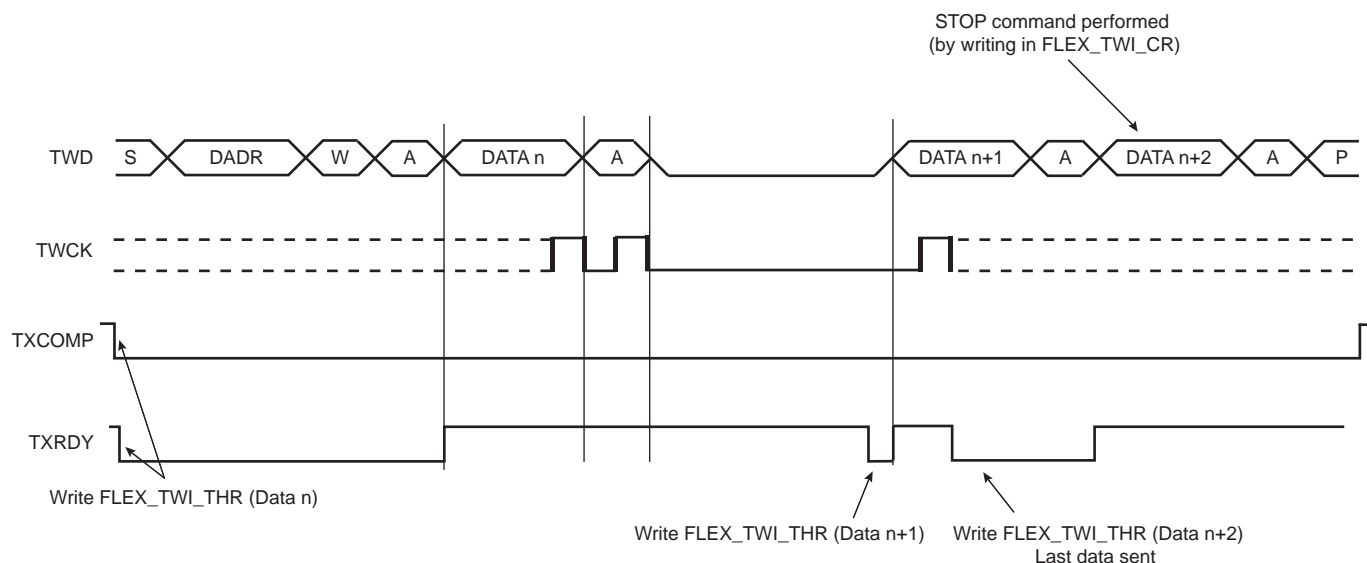 STOP command performed
(by writing in FLEX_TWI_CR)
TWD S DADR W A DATA n A DATA n+1 A DATA n+2 A P
TWCK
TXCOMP
TXRDY
Write FLEX_TWI_THR (Data n)
Write FLEX_TWI_THR (Data n+1) Write FLEX_TWI_THR (Data n+2)
Last data sent